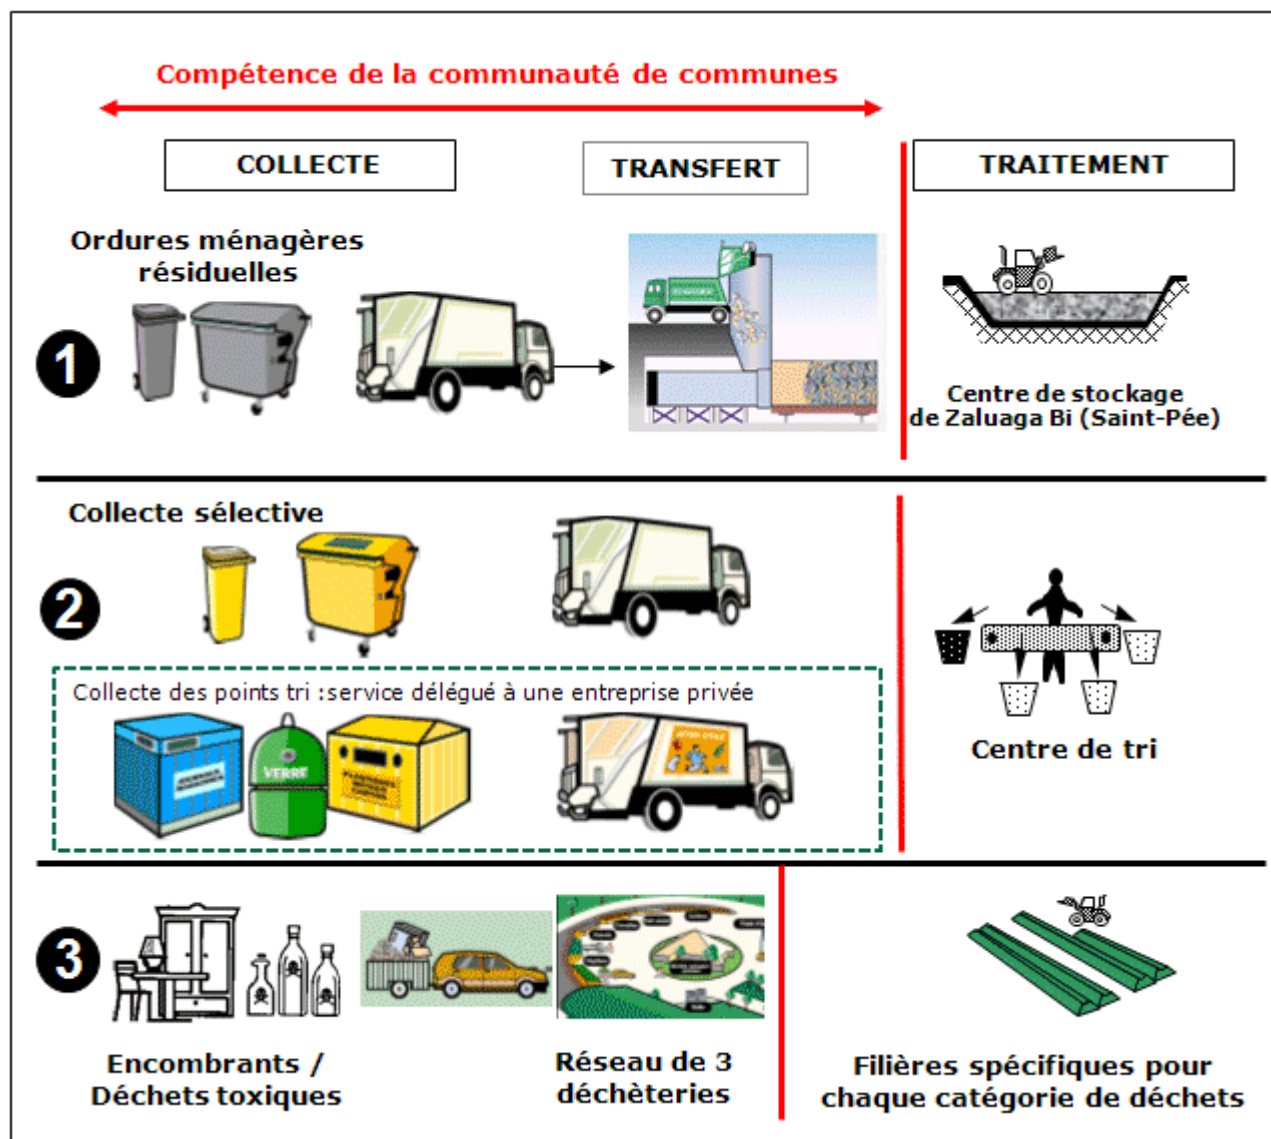 Compétence de la communauté de communes
COLLECTE
TRANSFERT
TRAITEMENT
Ordures ménagères
résiduelles
1
Centre de stockage
de Zaluaga Bi (Saint-Pée)
Collecte sélective
2
Collecte des points tri :service délégué à une entreprise privée
VERRE
Centre de tri
3
Encombrants /
Déchets toxiques
Réseau de 3
déchèteries
Filières spécifiques pour
chaque catégorie de déchets